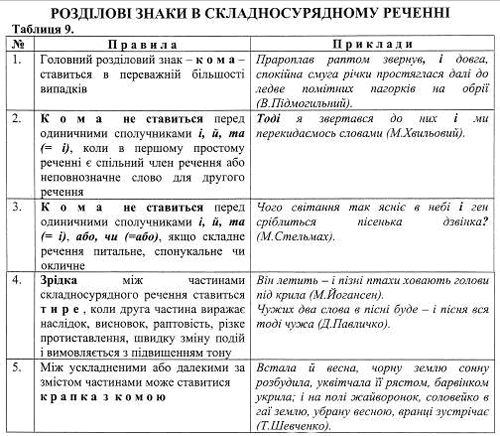 РОЗДІЛОВІ ЗНАКИ В СКЛАДНОСУРЯДНОМУ РЕЧЕННІ
Таблиця 9.
№ Правила Приклади
1. Головний розділовий знак – кома –
ставиться в переважній більшості
випадків
Прароплав раптом звернув, і довга,
спокійна смуга річки простяглася далі до
ледве помітних пагорків на обрії
(В.Підмогильний).
2. Кома не ставиться перед
одиничними сполучниками і, й, та
(= і), коли в першому простому
реченні є спільний член речення або
неповнозначне слово для другого
речення
Тоді я звертався до них і ми
перекидаємось словами (М.Хвильовий).
3. Кома не ставиться перед
одиничними сполучниками і, й, та
(= і), або, чи (=або), якщо складне
речення питальне, спонукальне чи
окличне
Чого світання так ясніє в небі і ген
сріблиться пісенька дзвінка?
(М.Стельмах).
4. Зрідка між частинами
складносурядного речення ставиться
тире, коли друга частина виражає
наслідок, висновок, раптовість, різке
протиставлення, швидку зміну подій
і вимовляється з підвищенням тону
Він летить – і пізні птахи ховають голови
під крила (М.Йогансен).
Чужих два слова в пісні буде – і пісня вся
тоді чужа (Д.Павличко).
5. Між ускладненими або далекими за
змістом частинами може ставитися
крапка з комою
Встала й весна, чорну землю сонну
розбудила, уквітчала її рястом, барвінком
укрила; і на полі жайворонок, соловейко в
гаї землю, убрану весною, вранці зустрічає
(Т.Шевченко).